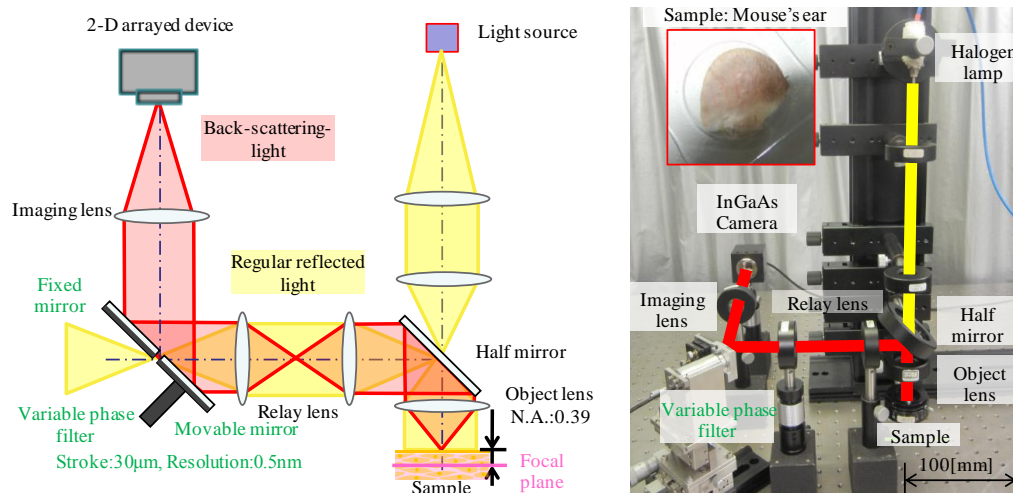 2-D arrayed device
Light source
Back-scattering-
light
Imaging lens
Regular reflected
light
Fixed
mirror
Half mirror
Object lens
N.A.:0.39
Relay lens
Variable phase
filter
Movable mirror
Stroke:30μm, Resolution:0.5nm
Focal
plane
Sample
Sample: Mouse's ear
Halogen
lamp
InGaAs
Camera
Imaging
lens
Relay lens
Half
mirror
Object
lens
Variable phase
filter
Sample
100[mm]